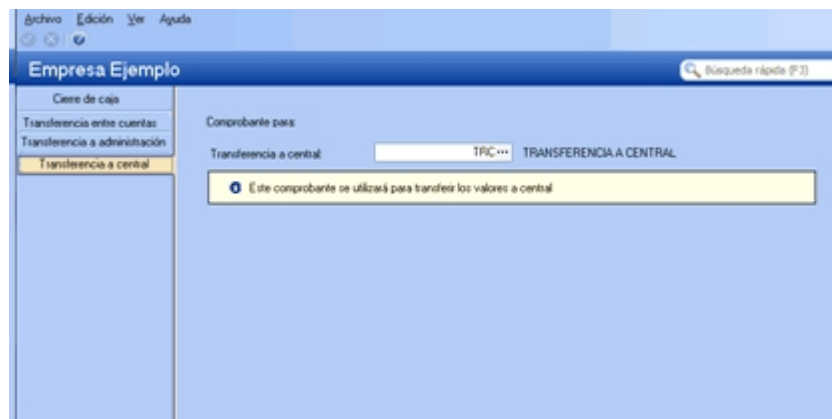 Archivo Edición Ver Ayuda
Empresa Ejemplo
Búsqueda rápida (F3)
Cierre de caja
Transferencia entre cuentas
Transferencia a administración
Transferencia a central
Comprobante para:
Transferencia a central: TRC... TRANSFERENCIA A CENTRAL
Este comprobante se utilizará para transferir los valores a central